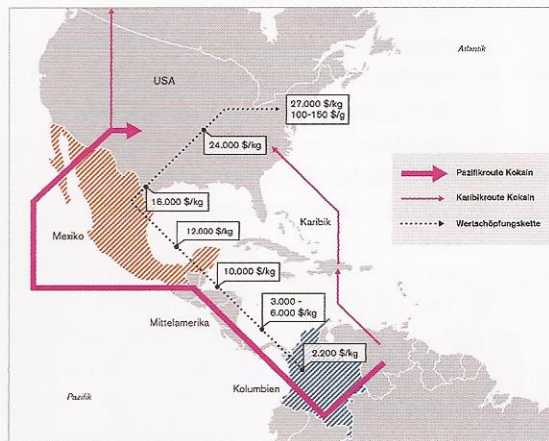 Atlantik
USA
27.000 $/kg
100-150 $/g
24.000 $/kg
Pazifikroute Kokain
Karibikroute Kokain
Wertschöpfungskette
16.000 $/kg
Mexiko
12.000 $/kg
Karibik
10.000 $/kg
3.000 -
6.000 $/kg
Mittelamerika
2.200 $/kg
Kolumbien
Pazifik